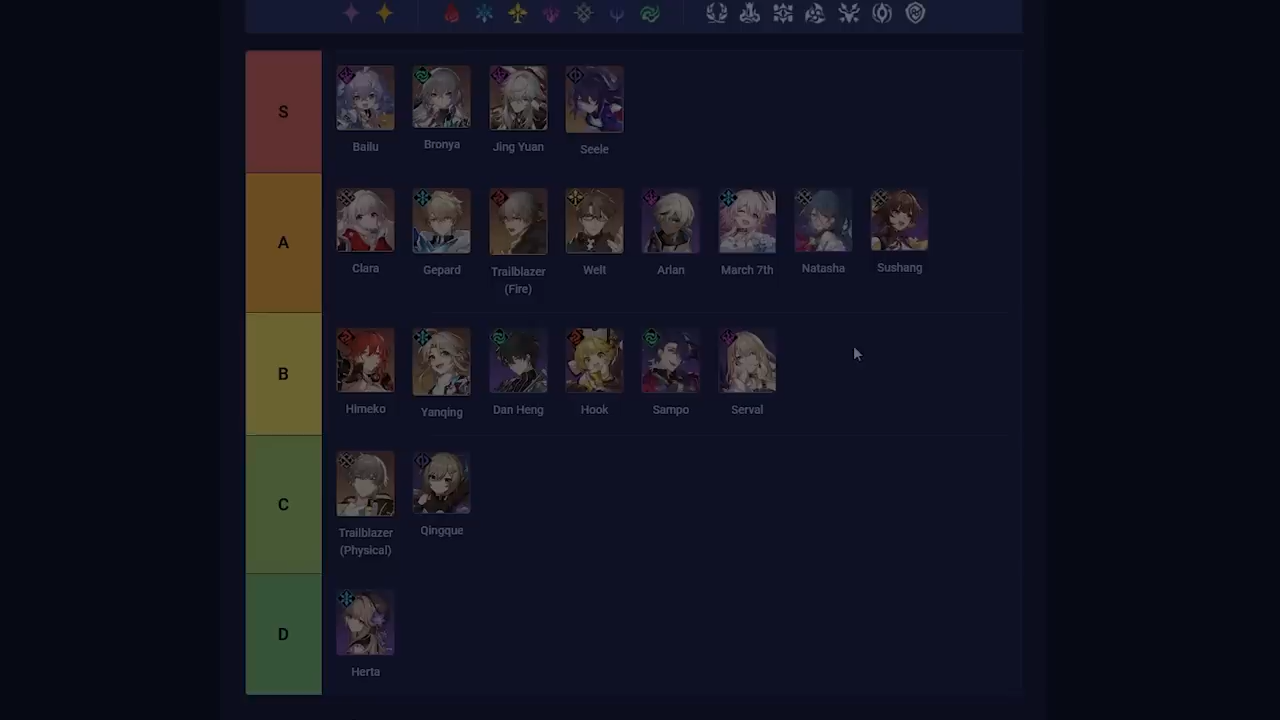 S
Bailu
Bronya
Jing Yuan
Seele
A
Clara
Gepard
Trailblazer
(Fire)
Welt
Arlan
March 7th
Natasha
Sushang
B
Himeko
Yanqing
Dan Heng
Hook
Sampo
Serval
C
Trailblazer
(Physical)
Qingque
D
Herta